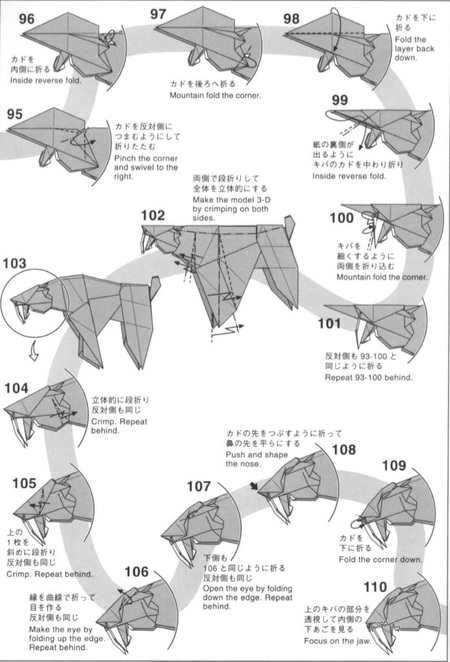 96
カドを
内側に折る
Inside reverse fold.
97
カドを後ろへ折る
Mountain fold the corner.
98
カドを下に
折る
Fold the
layer back
down.
95
カドを反対側に
つまむようにして
折りたたむ
Pinch the corner
and swivel to the
right.
99
紙の裏側が
出るように
キバのカドを中わり折り
Inside reverse fold.
両側で段折りして
全体を立体的にする
Make the model 3-D
by crimping on both
sides.
102
100
キバを
細くするように
両側を折り込む
Mountain fold the corner.
103
101
反対側も 93-100 と
同じように折る
Repeat 93-100 behind.
104
立体的に段折り
反対側も同じ
Crimp. Repeat
behind.
カドの先をつぶすように折って
鼻の先を平らにする
Push and shape
the nose.
108
105
上の
1 枚を
斜めに段折り
反対側も同じ
Crimp. Repeat behind.
107
下側も
106 と同じように折る
反対側も同じ
Open the eye by folding
down the edge. Repeat
behind.
109
カドを
下に折る
Fold the corner down.
106
縁を曲線で折って
目を作る
反対側も同じ
Make the eye by
folding up the edge.
Repeat behind.
110
上のキバの部分を
透視して内側の
下あごを見る
Focus on the jaw.